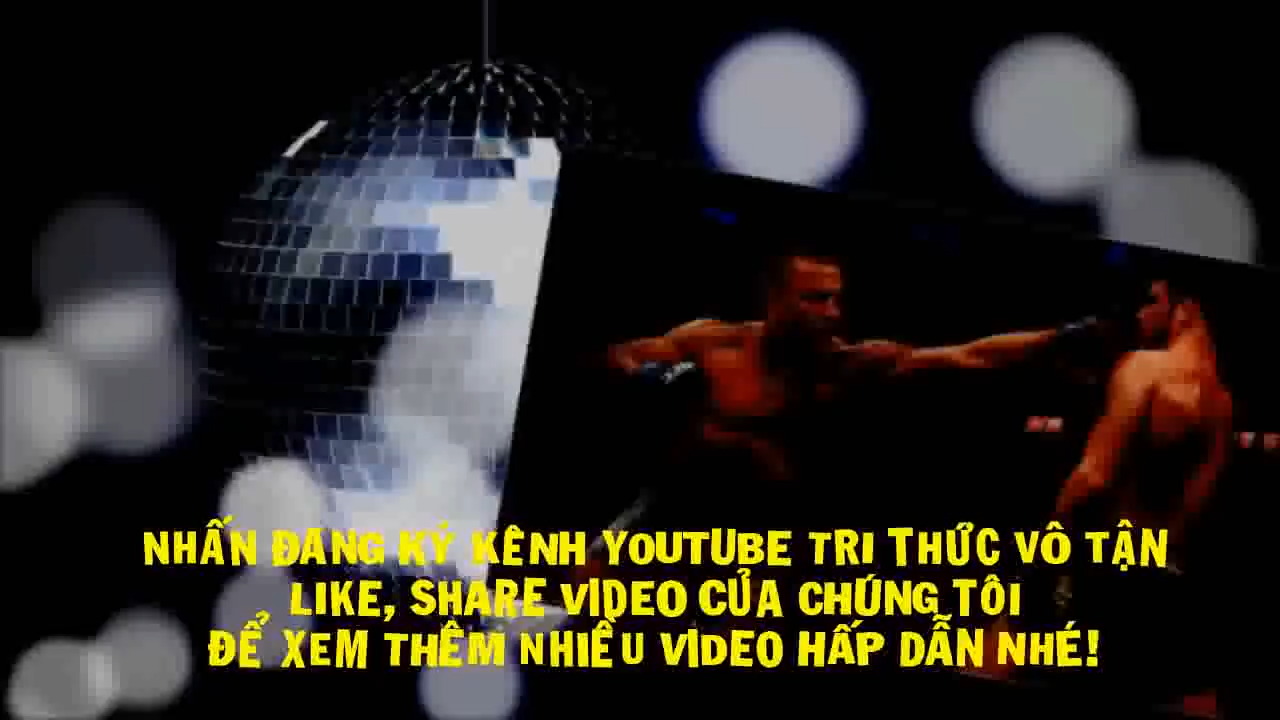 NHẤN ĐĂNG KÝ KÊNH YOUTUBE TRI THỨC VÔ TẬN
LIKE, SHARE VIDEO CỦA CHÚNG TÔI
ĐỂ XEM THÊM NHIỀU VIDEO HẤP DẪN NHÉ!